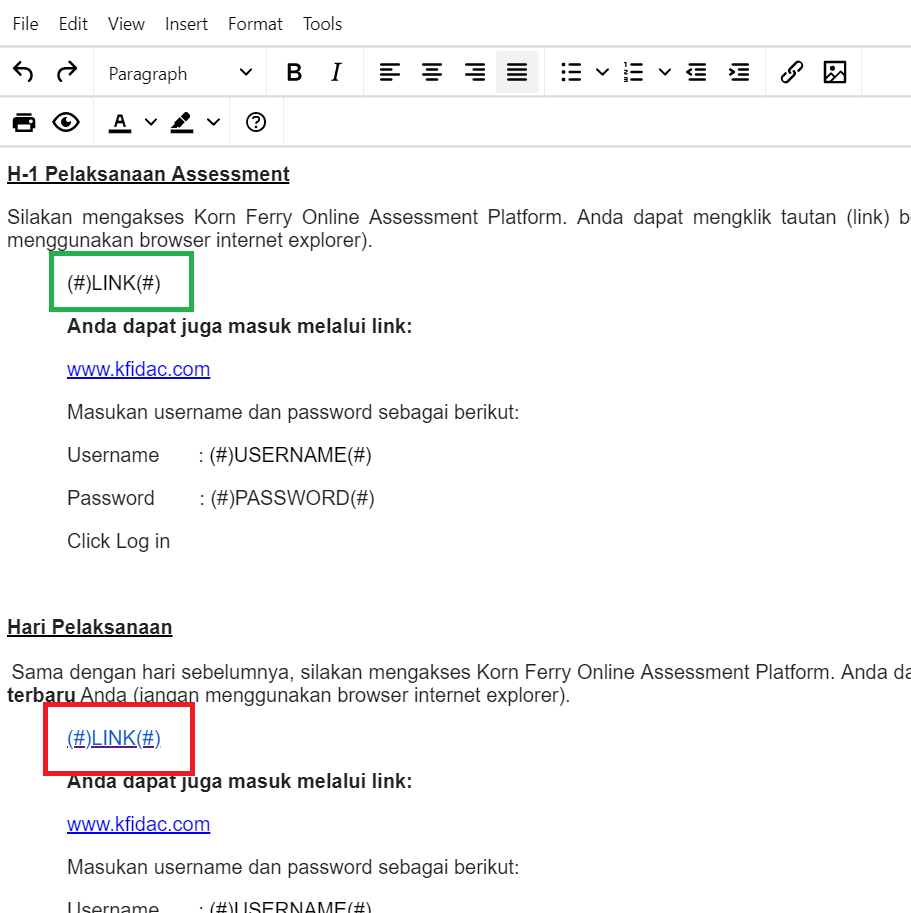 File Edit View Insert Format Tools
Paragraph
B I
A
H-1 Pelaksanaan Assessment
Silakan mengakses Korn Ferry Online Assessment Platform. Anda dapat mengklik tautan (link)
menggunakan browser internet explorer).
(#)LINK(#)
Anda dapat juga masuk melalui link:
www.kfidac.com
Masukan username dan password sebagai berikut:
Username : (#)USERNAME(#)
Password : (#)PASSWORD(#)
Click Log in
Hari Pelaksanaan
Sama dengan hari sebelumnya, silakan mengakses Korn Ferry Online Assessment Platform. Anda
terbaru Anda (jangan menggunakan browser internet explorer).
(#)LINK(#)
Anda dapat juga masuk melalui link:
www.kfidac.com
Masukan username dan password sebagai berikut:
Username : (#)USERNAME(#)